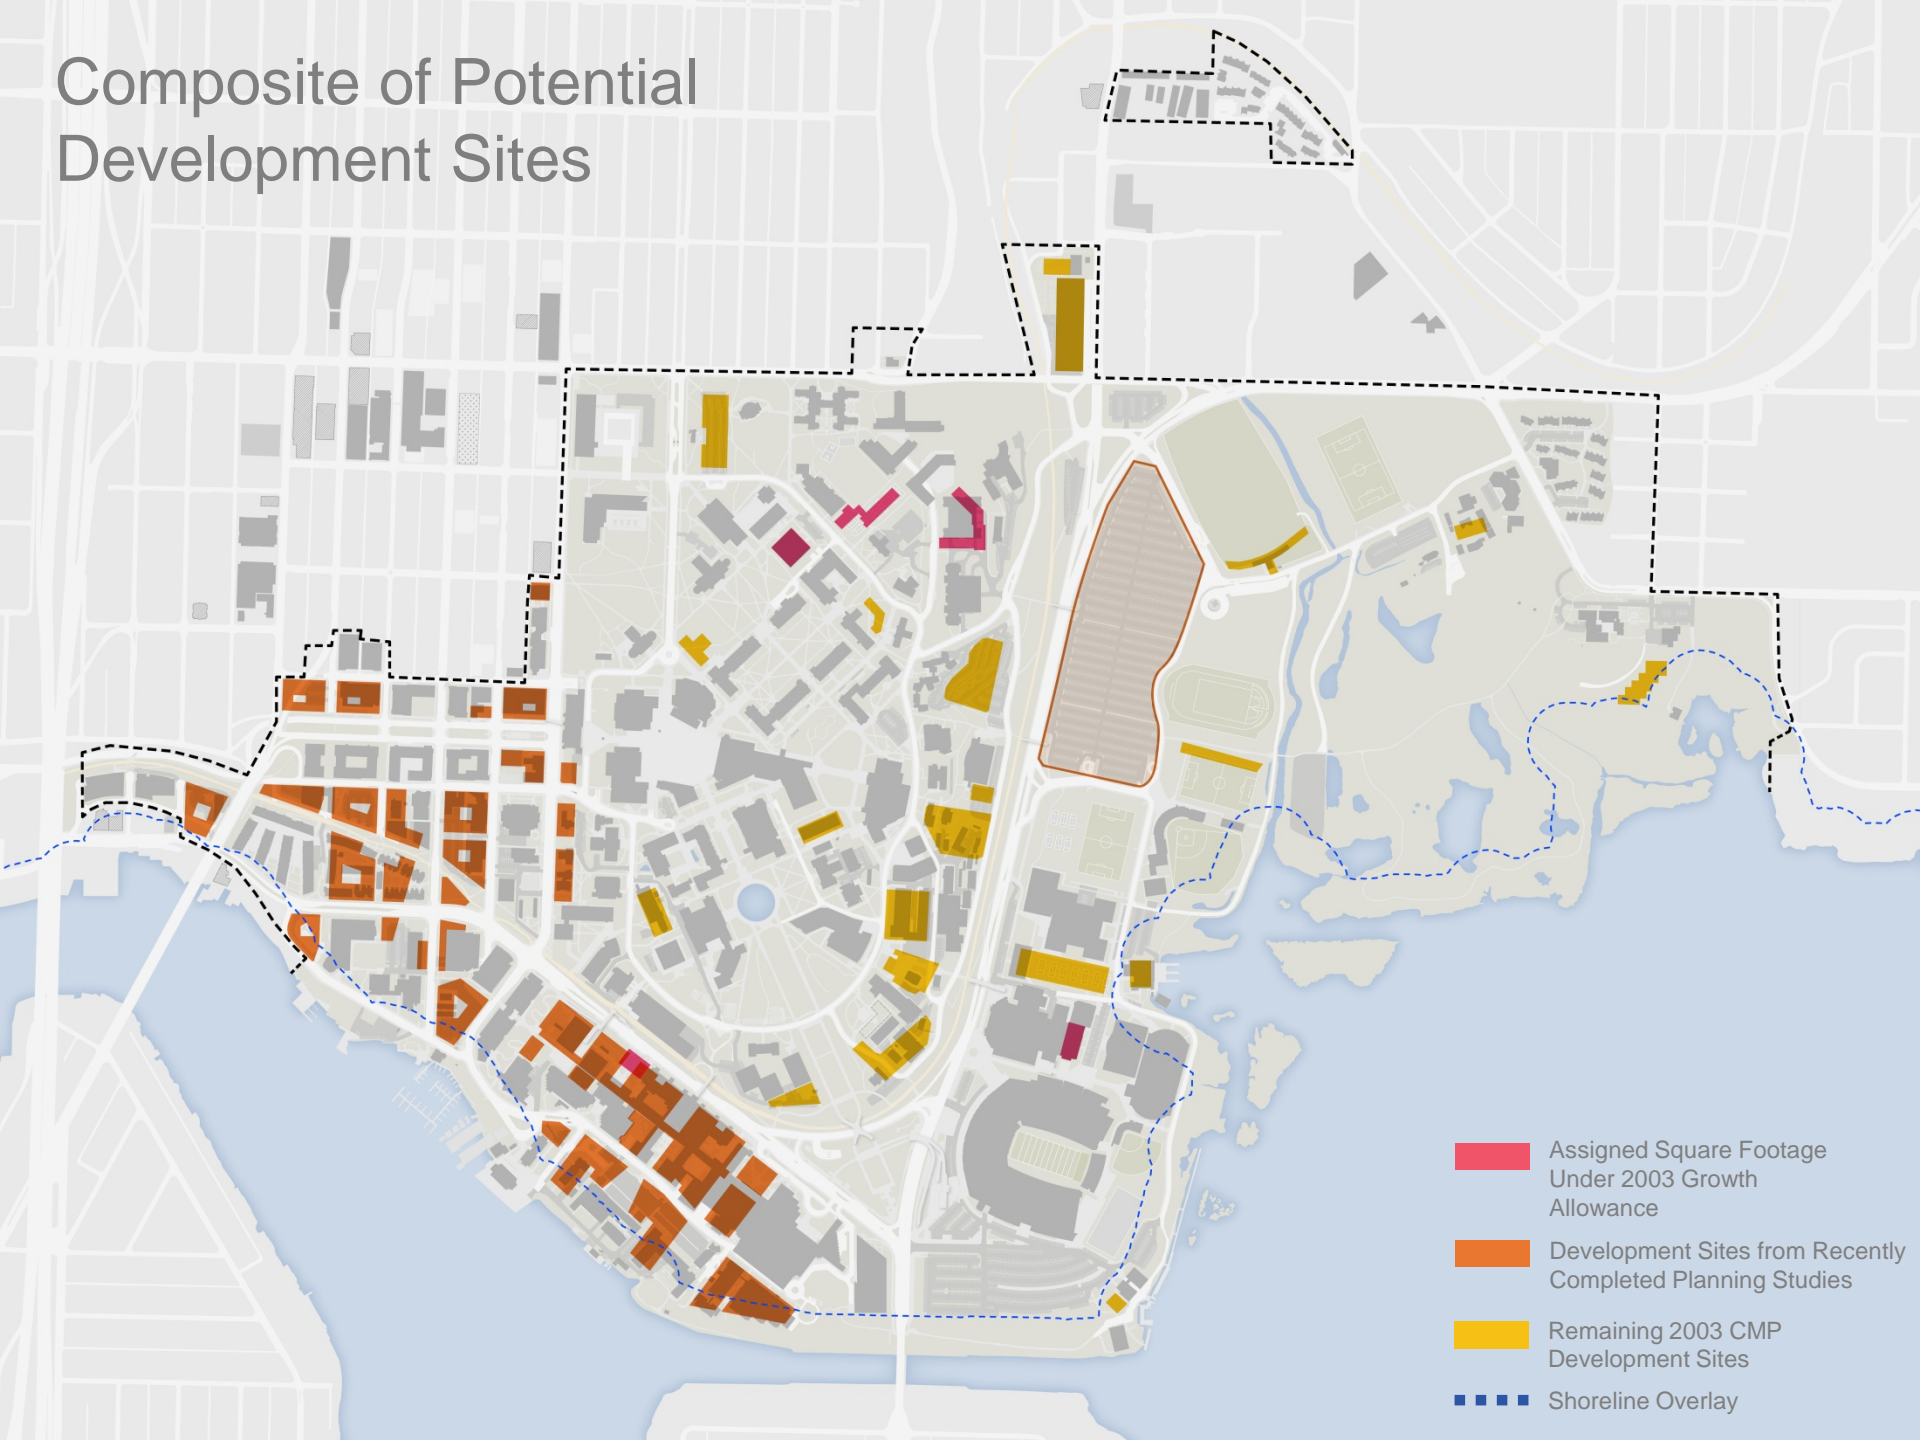 Composite of Potential
Development Sites
Assigned Square Footage
Under 2003 Growth
Allowance
Development Sites from Recently
Completed Planning Studies
Remaining 2003 CMP
Development Sites
Shoreline Overlay